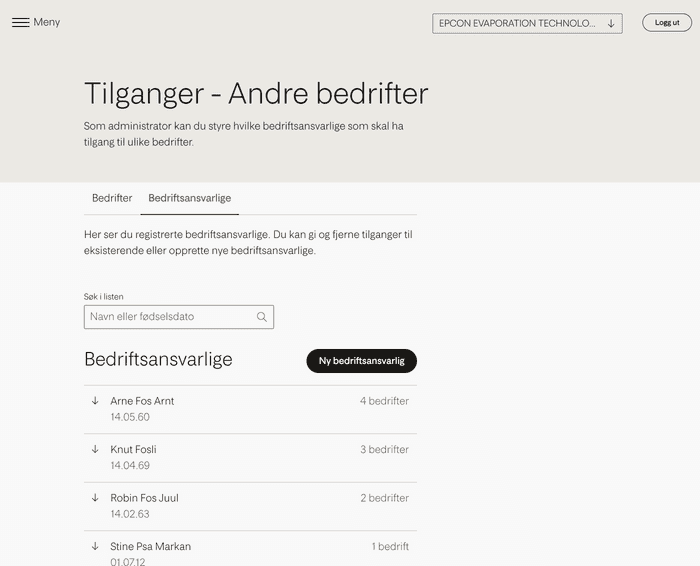 Meny
EPCON EVAPORATION TECHNOLO...
Logg ut
Tilganger - Andre bedrifter
Som administrator kan du styre hvilke bedriftsansvarlige som skal ha
tilgang til ulike bedrifter.
Bedrifter
Bedriftsansvarlige
Her ser du registrerte bedriftsansvarlige. Du kan gi og fjerne tilganger til
eksisterende eller opprette nye bedriftsansvarlige.
Søk i listen
Navn eller fødselsdato
Bedriftsansvarlige
Ny bedriftsansvarlig
Arne Fos Arnt
4 bedrifter
14.05.60
Knut Fosli
3 bedrifter
14.04.69
Robin Fos Juul
2 bedrifter
14.02.63
Stine Psa Markan
1 bedrift
01.07.12